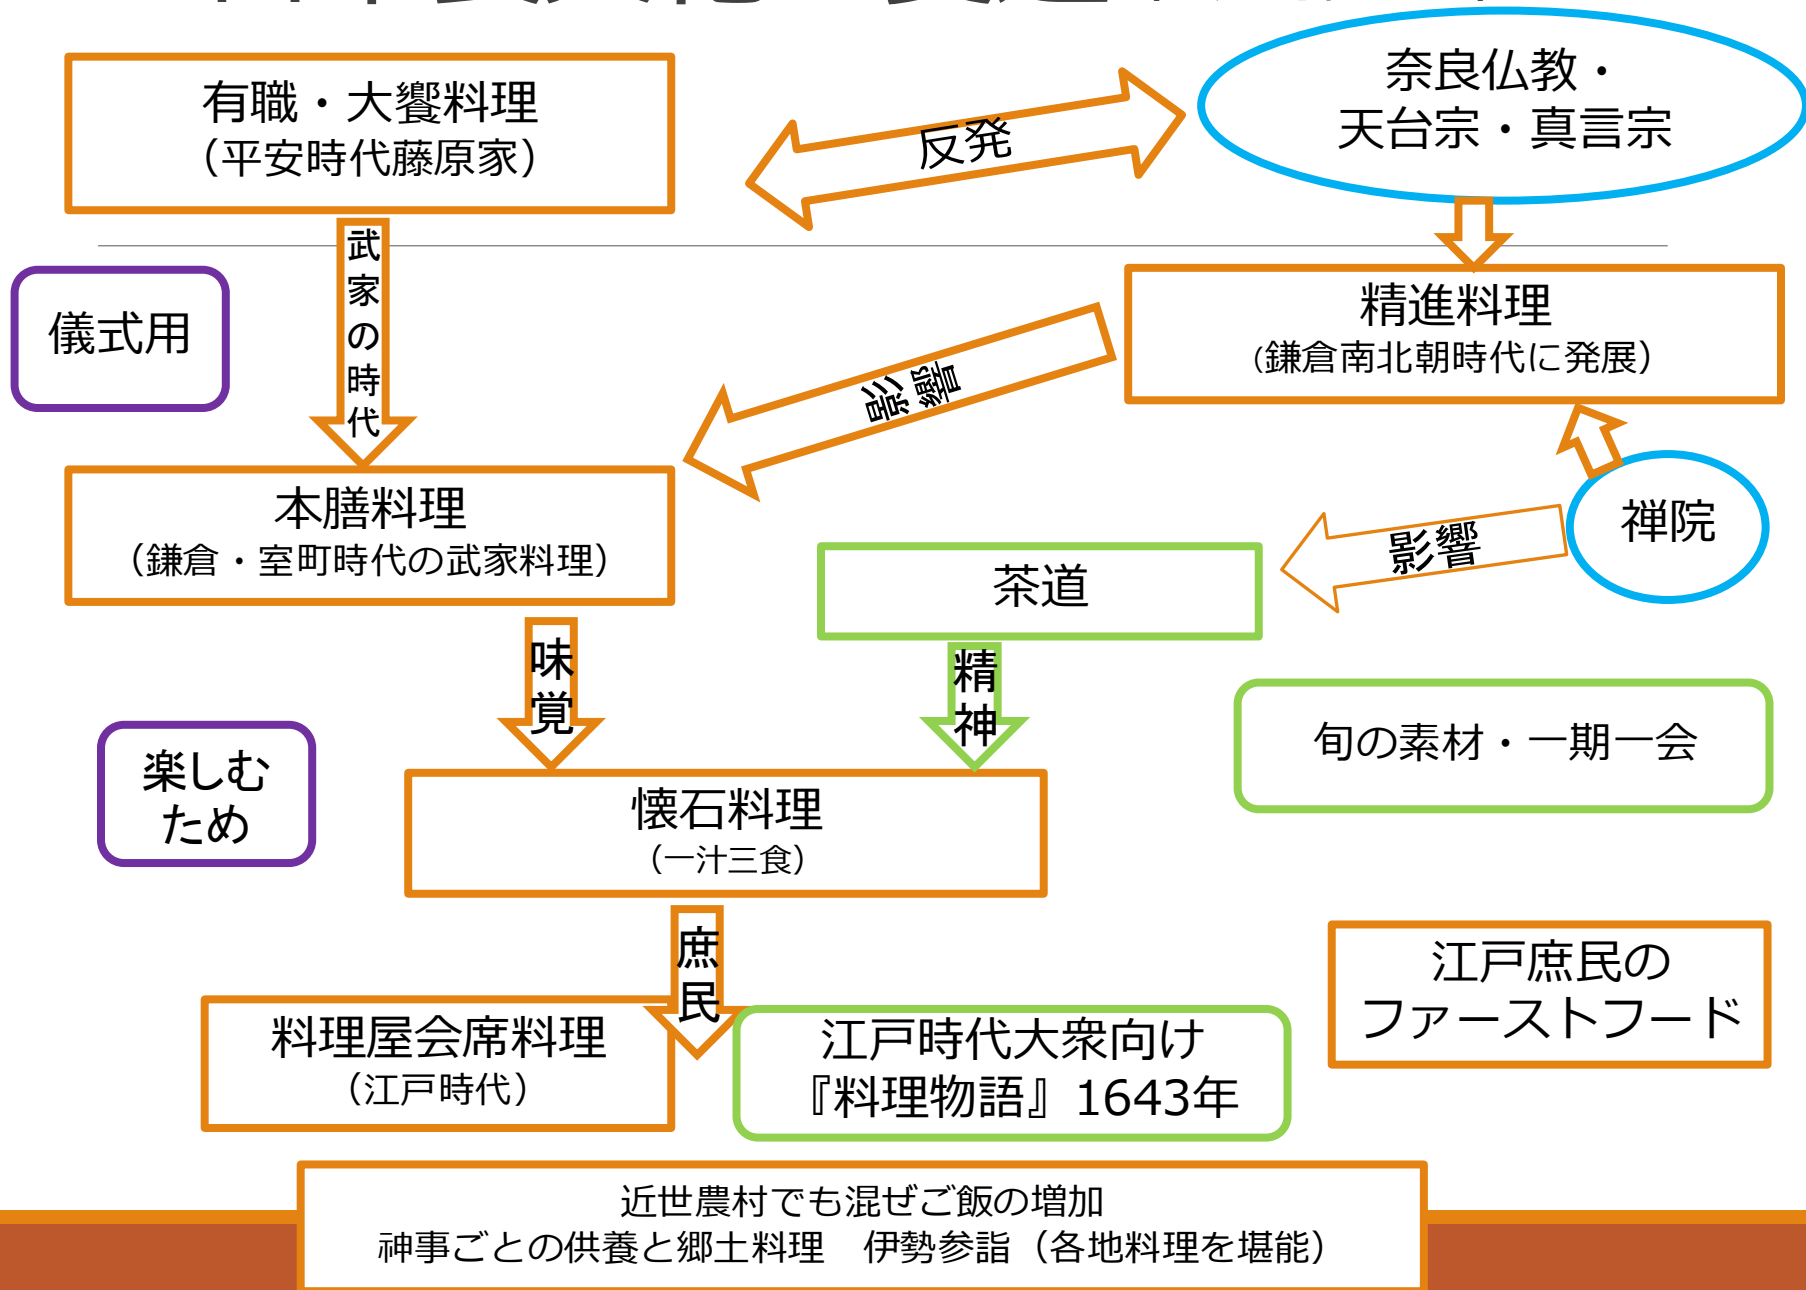 有職・大饗料理
（平安時代藤原家）
反発
奈良仏教・
天台宗・真言宗
武家の時代
儀式用
精進料理
（鎌倉南北朝時代に発展）
影響
本膳料理
（鎌倉・室町時代の武家料理）
禅院
影響
茶道
味覚
精神
旬の素材・一期一会
楽しむ
ため
懐石料理
（一汁三食）
庶民
江戸庶民の
ファーストフード
料理屋会席料理
（江戸時代）
江戸時代大衆向け
『料理物語』1643年
近世農村でも混ぜご飯の増加
神事ごとの供養と郷土料理　伊勢参詣（各地料理を堪能）